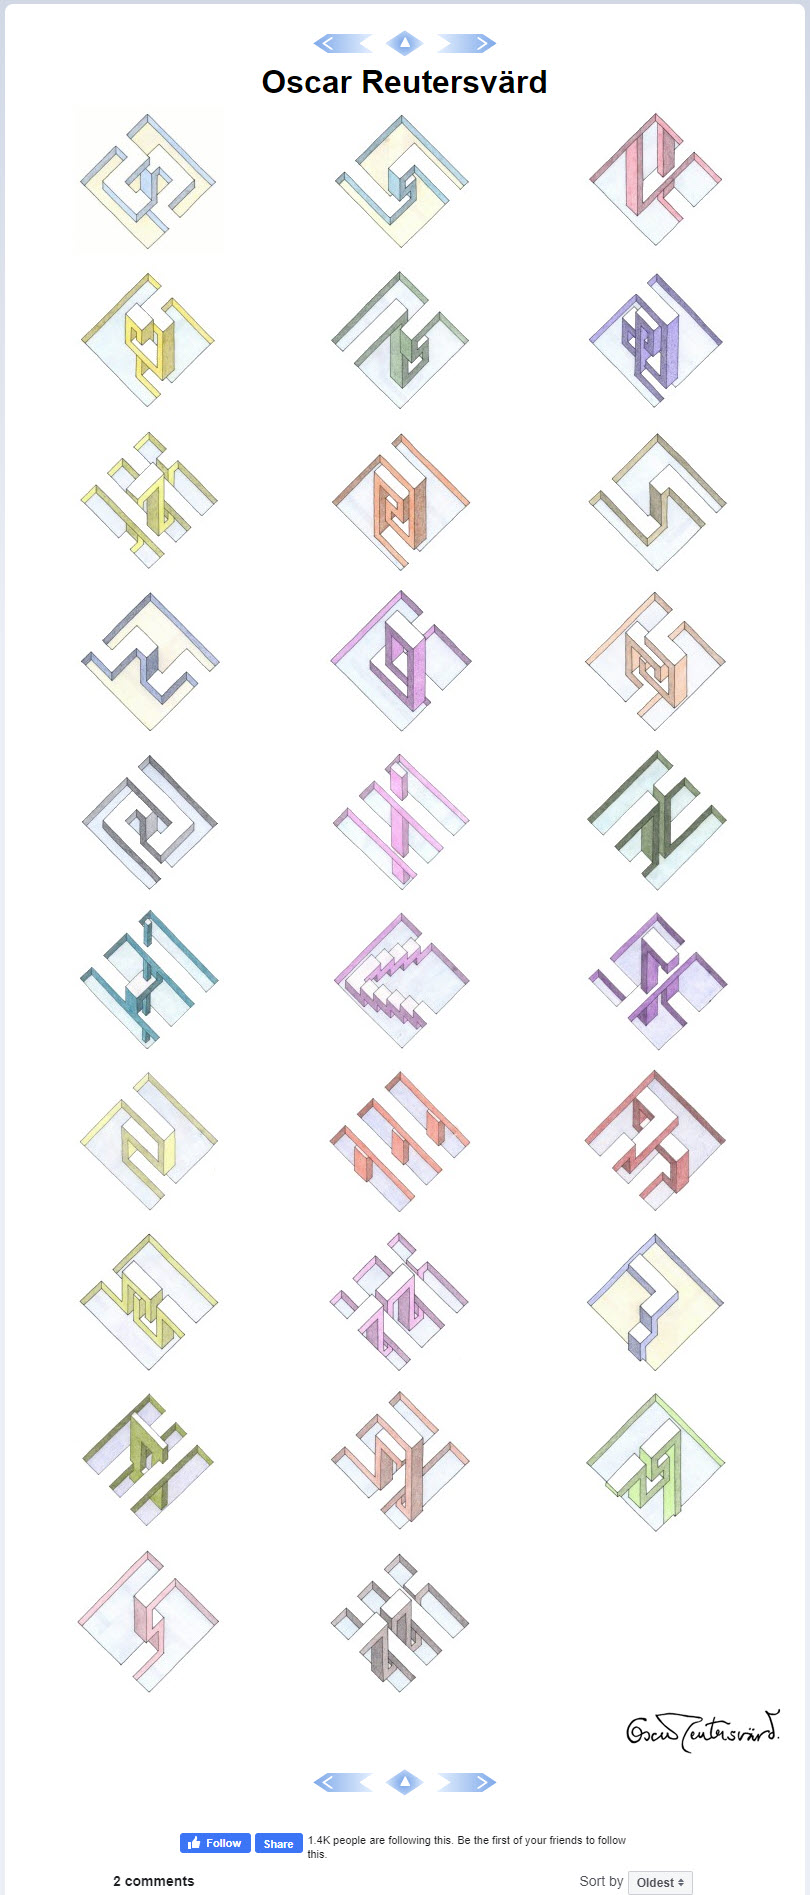 Oscar Reutersvärd
Oscar Reutersvärd.
Follow
Share
1.4K people are following this. Be the first of your friends to follow
this.
2 comments
Sort by
Oldest